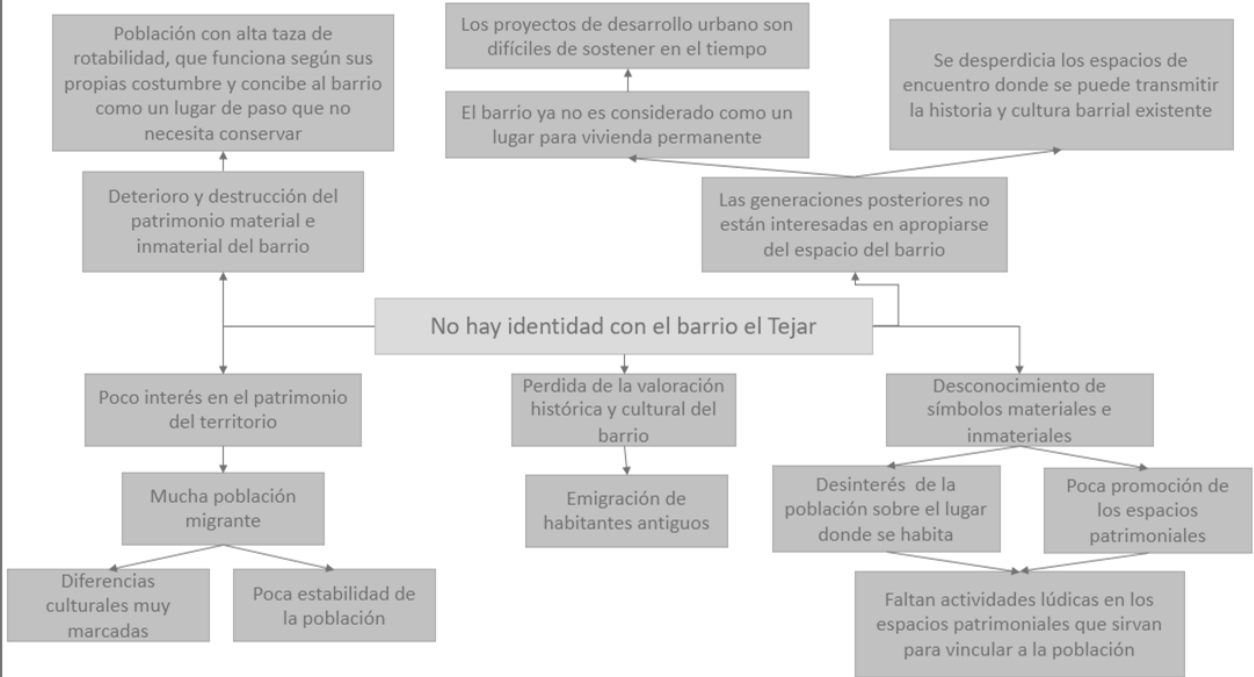 Población con alta taza de
rotabilidad, que funciona según sus
propias costumbre y concibe al barrio
como un lugar de paso que no
necesita conservar
Los proyectos de desarrollo urbano son
difíciles de sostener en el tiempo
Se desperdicia los espacios de
encuentro donde se puede transmitir
la historia y cultura barrial existente
El barrio ya no es considerado como un
lugar para vivienda permanente
Deterioro y destrucción del
patrimonio material e
inmaterial del barrio
Las generaciones posteriores no
están interesadas en apropiarse
del espacio del barrio
No hay identidad con el barrio el Tejar
Poco interés en el patrimonio
del territorio
Perdida de la valoración
histórica y cultural del
barrio
Desconocimiento de
símbolos materiales e
inmateriales
Mucha población
migrante
Emigración de
habitantes antiguos
Desinterés de la
población sobre el lugar
donde se habita
Poca promoción de
los espacios
patrimoniales
Diferencias
culturales muy
marcadas
Poca estabilidad de
la población
Faltan actividades lúdicas en los
espacios patrimoniales que sirvan
para vincular a la población